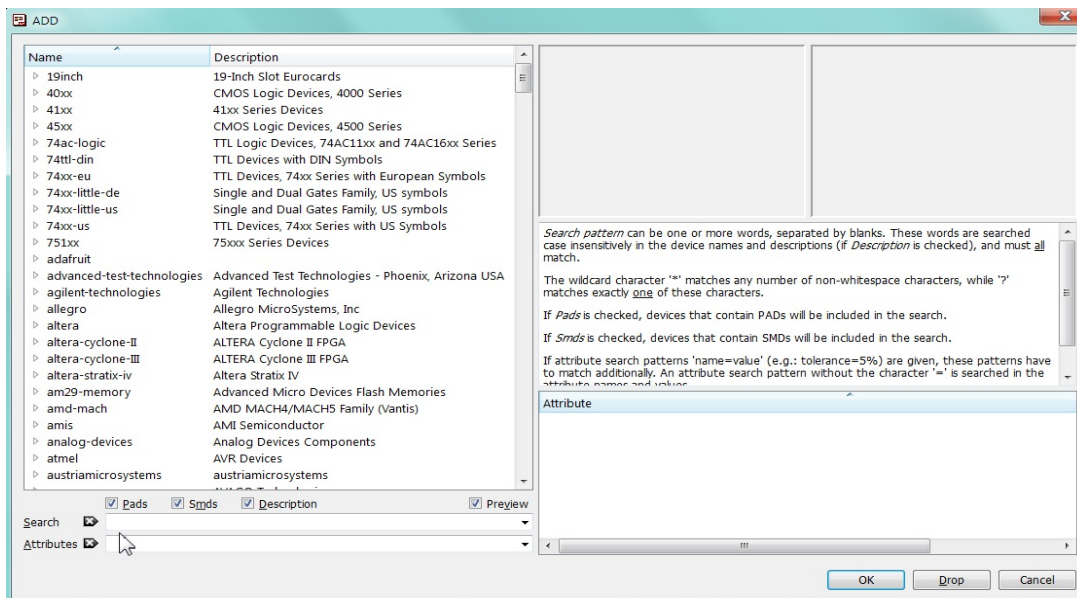 ADD
Name Description
19inch 19-Inch Slot Eurocards
40xx CMOS Logic Devices, 4000 Series
41xx 41xx Series Devices
45xx CMOS Logic Devices, 4500 Series
74ac-logic TTL Logic Devices, 74AC11xx and 74AC16xx Series
74ttl-din TTL Devices with DIN Symbols
74xx-eu TTL Devices, 74xx Series with European Symbols
74xx-little-de Single and Dual Gates Family, US symbols
74xx-little-us Single and Dual Gates Family, US symbols
74xx-us TTL Devices, 74xx Series with US Symbols
751xx 75xxx Series Devices
adafruit
advanced-test-technologies Advanced Test Technologies - Phoenix, Arizona USA
agilent-technologies Agilent Technologies
allegro Allegro MicroSystems, Inc
altera Altera Programmable Logic Devices
altera-cyclone-II ALTERA Cyclone II FPGA
altera-cyclone-III ALTERA Cyclone III FPGA
altera-stratix-iv Altera Stratix IV
am29-memory Advanced Micro Devices Flash Memories
amd-mach AMD MACH4/MACH5 Family (Vantis)
amis AMI Semiconductor
analog-devices Analog Devices Components
atmel AVR Devices
austriamicrosystems austriamicrosystems
Pads Smds Description Preview
Search
Attributes
Search pattern can be one or more words, separated by blanks. These words are searched
case insensitively in the device names and descriptions (if Description is checked), and must all
match.
The wildcard character '*' matches any number of non-whitespace characters, while '?'
matches exactly one of these characters.
If Pads is checked, devices that contain PADs will be included in the search.
If Smds is checked, devices that contain SMDs will be included in the search.
If attribute search patterns 'name=value' (e.g.: tolerance=5%) are given, these patterns have
to match additionally. An attribute search pattern without the character '=' is searched in the
attribute names and values
Attribute
OK Drop Cancel